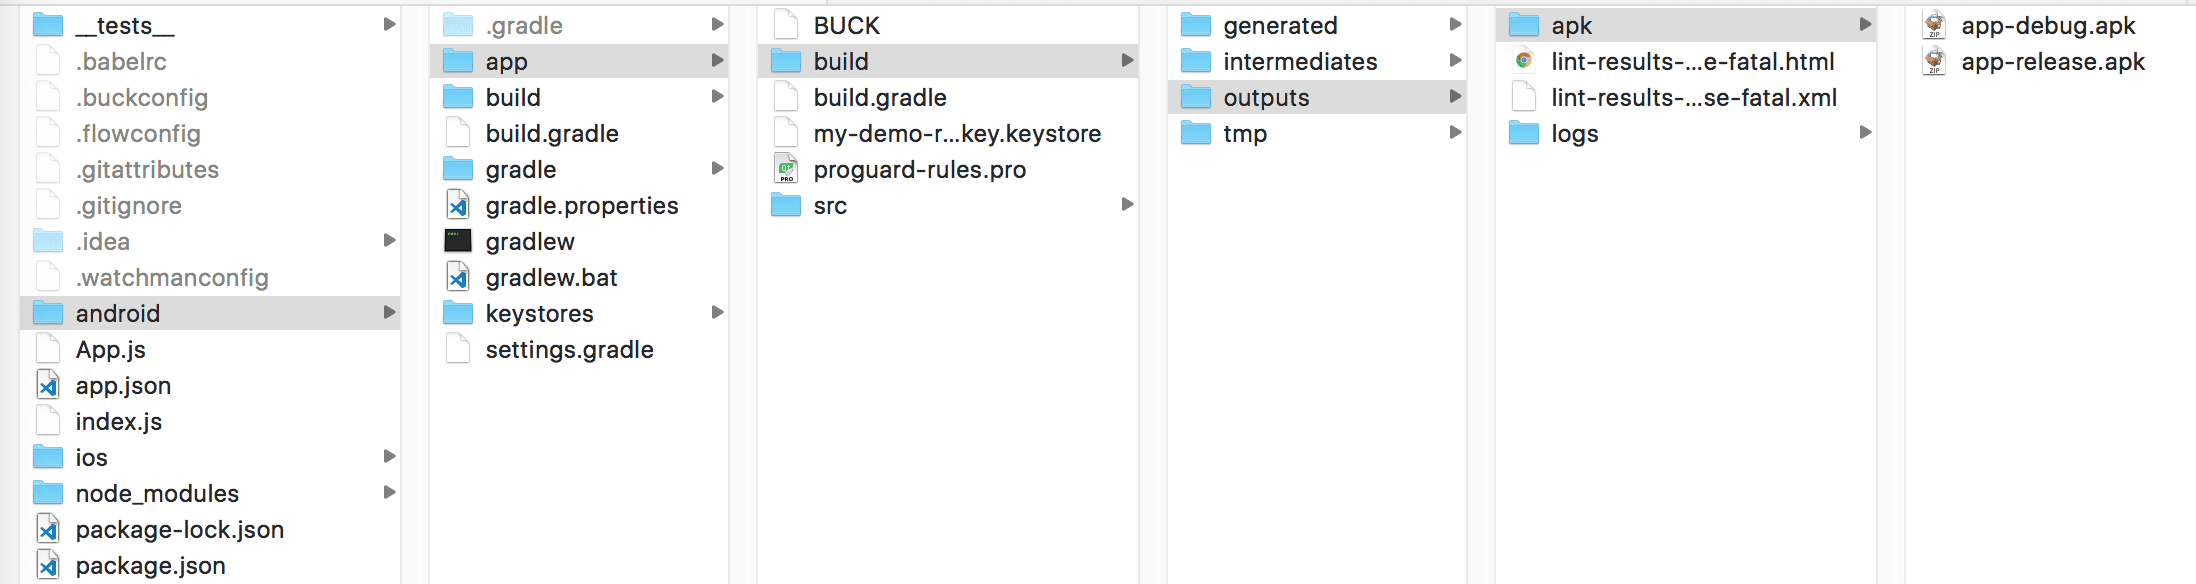 __tests__
.babelrc
.buckconfig
.flowconfig
.gitattributes
.gitignore
.idea
.watchmanconfig
android
App.js
app.json
index.js
ios
node_modules
package-lock.json
package.json
.gradle
app
build
build.gradle
gradle
gradle.properties
gradlew
gradlew.bat
keystores
settings.gradle
BUCK
build
build.gradle
my-demo-r...key.keystore
proguard-rules.pro
PRO
src
generated
intermediates
outputs
tmp
apk
lint-results-...e-fatal.html
lint-results-...se-fatal.xml
logs
app-debug.apk
ZIP
app-release.apk
ZIP